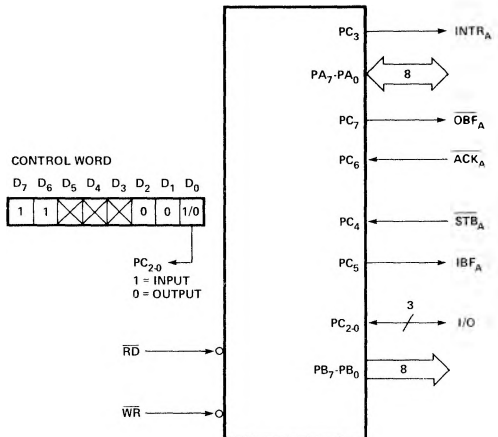 PC3 INTRA
PA7-PA0 8
PC7 OBFA
CONTROL WORD
PC6 ACKA
D7 D6 D5 D4 D3 D2 D1 D0
1 1 0 0 1/0
PC4 STBA
PC2-0
PC5 IBFA
1 = INPUT
0 = OUTPUT
3
PC2-0 I/O
RD
PB7-PB0 8
WR